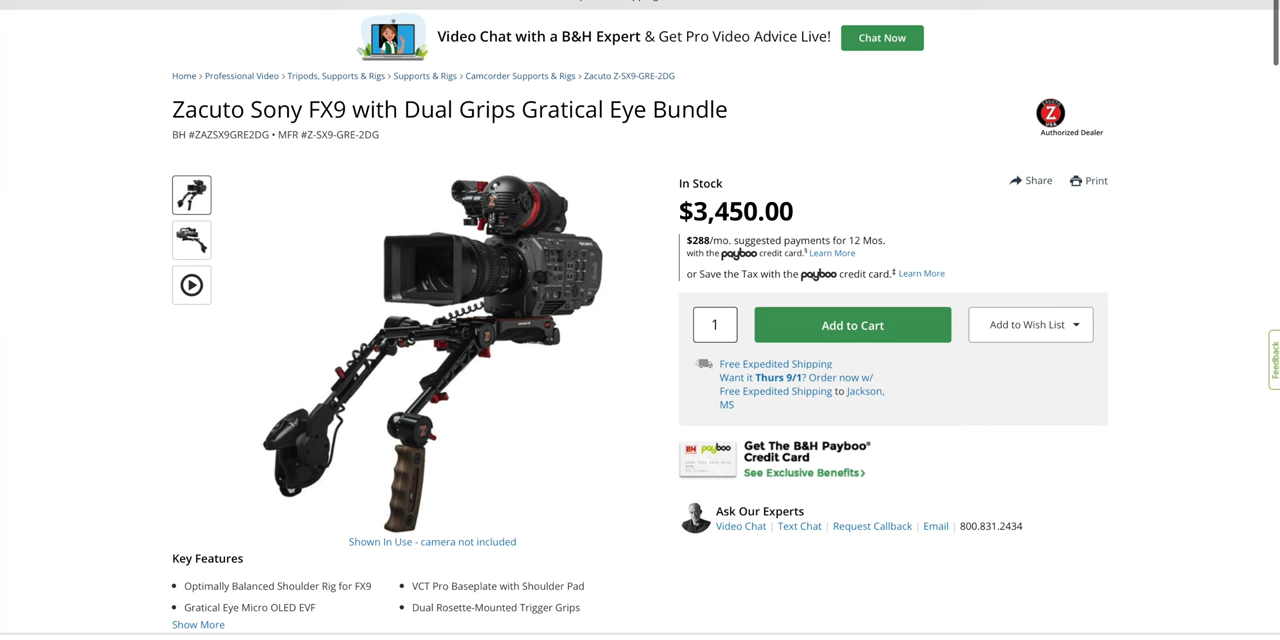 Video Chat with a B&H Expert & Get Pro Video Advice Live!
Chat Now
Home > Professional Video > Tripods, Supports & Rigs > Supports & Rigs > Camcorder Supports & Rigs > Zacuto Z-SX9-GRE-2DG
Zacuto Sony FX9 with Dual Grips Gratical Eye Bundle
BH #ZAZSX9GRE2DG • MFR #Z-SX9-GRE-2DG
Z
Authorized Dealer
In Stock
Share
Print
$3,450.00
$288/mo. suggested payments for 12 Mos.
with the payboo credit card.§ Learn More
or Save the Tax with the payboo credit card.‡ Learn More
1
Add to Cart
Add to Wish List
Free Expedited Shipping
Want it Thurs 9/1? Order now w/
Free Expedited Shipping to Jackson,
MS
Feedback
BH payboo
Get The B&H Payboo®
Credit Card
See Exclusive Benefits>
Ask Our Experts
Video Chat | Text Chat | Request Callback | Email | 800.831.2434
Shown In Use - camera not included
Key Features
• Optimally Balanced Shoulder Rig for FX9
• VCT Pro Baseplate with Shoulder Pad
• Gratical Eye Micro OLED EVF
• Dual Rosette-Mounted Trigger Grips
Show More